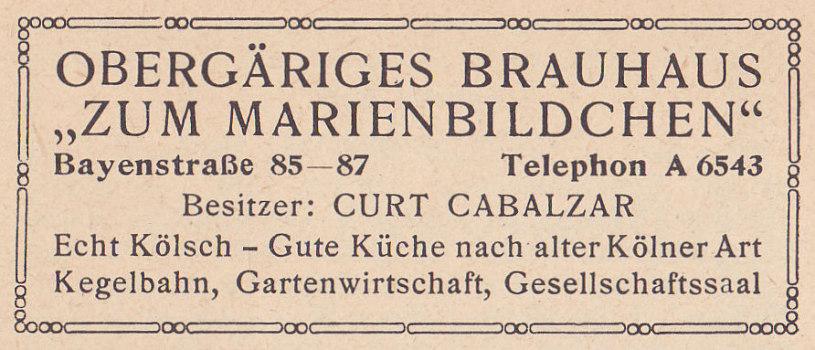 OBERGÄRIGES BRAUHAUS
„ZUM MARIENBILDCHEN“
Bayenstraße 85—87 Telephon A 6543
Besitzer: CURT CABALZAR
Echt Kölsch – Gute Küche nach alter Kölner Art
Kegelbahn, Gartenwirtschaft, Gesellschaftssaal